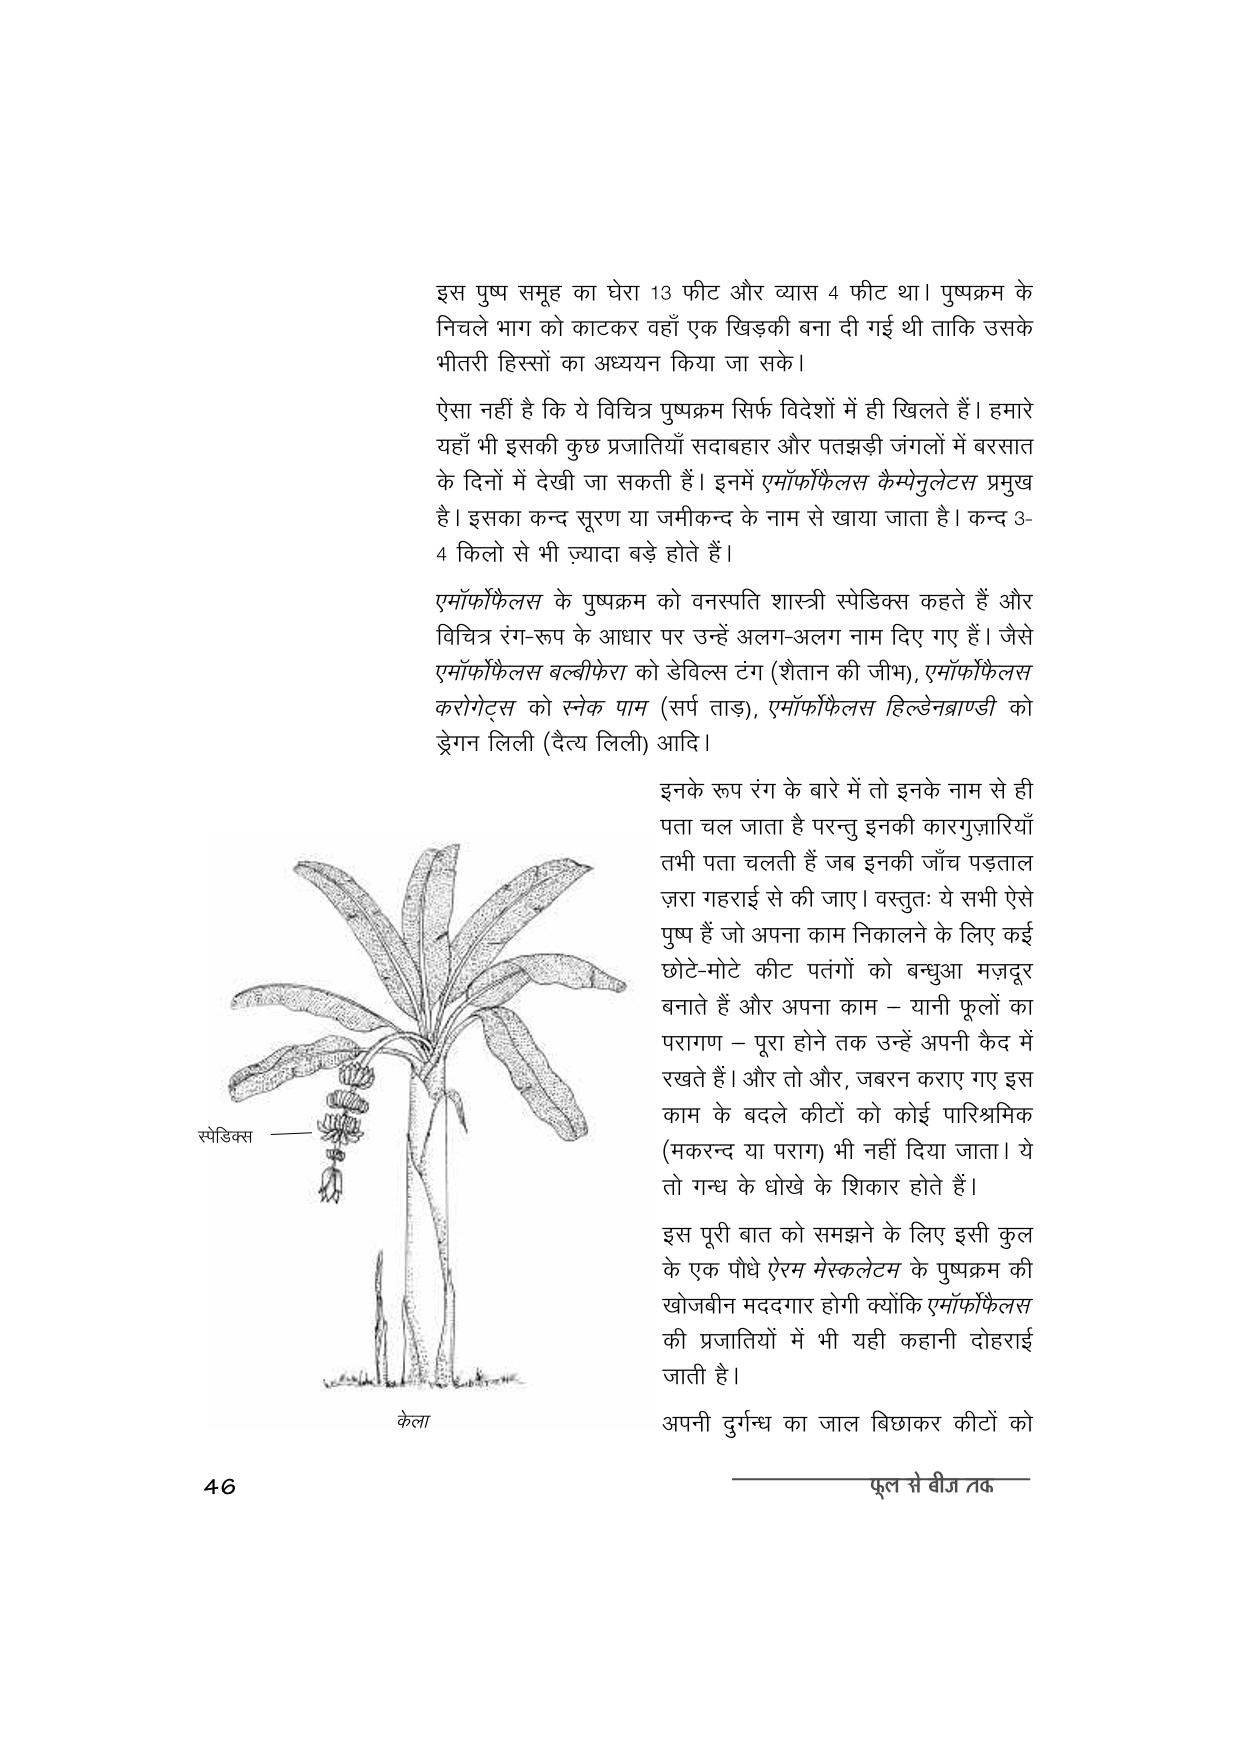 इस पुष्प समूह का घेरा 13 फीट और व्यास 4 फीट था। पुष्पक्रम के
निचले भाग को काटकर वहाँ एक खिड़की बना दी गई थी ताकि उसके
भीतरी हिस्सों का अध्ययन किया जा सके।
ऐसा नहीं है कि ये विचित्र पुष्पक्रम सिर्फ विदेशों में ही खिलते हैं। हमारे
यहाँ भी इसकी कुछ प्रजातियाँ सदाबहार और पतझड़ी जंगलों में बरसात
के दिनों में देखी जा सकती हैं। इनमें एमॉर्फोफैलस कैम्पेनुलेटस प्रमुख
है। इसका कन्द सूरण या जमीकन्द के नाम से खाया जाता है। कन्द 3-
4 किलो से भी ज़्यादा बड़े होते हैं।
एमॉर्फोफैलस के पुष्पक्रम को वनस्पति शास्त्री स्पेडिक्स कहते हैं और
विचित्र रंग-रूप के आधार पर उन्हें अलग-अलग नाम दिए गए हैं। जैसे
एमॉर्फोफैलस बल्बीफेरा को डेविल्स टंग (शैतान की जीभ), एमॉर्फोफैलस
करोगेट्स को स्नेक पाम (सर्प ताड़), एमॉर्फोफैलस हिल्डेनब्राण्डी को
ड्रेगन लिली (दैत्य लिली) आदि।
इनके रूप रंग के बारे में तो इनके नाम से ही
पता चल जाता है परन्तु इनकी कारगुज़ारियाँ
तभी पता चलती हैं जब इनकी जाँच पड़ताल
ज़रा गहराई से की जाए। वस्तुतः ये सभी ऐसे
पुष्प हैं जो अपना काम निकालने के लिए कई
छोटे-मोटे कीट पतंगों को बन्धुआ मज़दूर
बनाते हैं और अपना काम – यानी फूलों का
परागण – पूरा होने तक उन्हें अपनी कैद में
रखते हैं। और तो और, जबरन कराए गए इस
काम के बदले कीटों को कोई पारिश्रमिक
(मकरन्द या पराग) भी नहीं दिया जाता। ये
तो गन्ध के धोखे के शिकार होते हैं।
स्पेडिक्स
केला
इस पूरी बात को समझने के लिए इसी कुल
के एक पौधे ऐरम मेस्कलेटम के पुष्पक्रम की
खोजबीन मददगार होगी क्योंकि एमॉर्फोफैलस
की प्रजातियों में भी यही कहानी दोहराई
जाती है।
अपनी दुर्गन्ध का जाल बिछाकर कीटों को
46
फूल से बीज तक